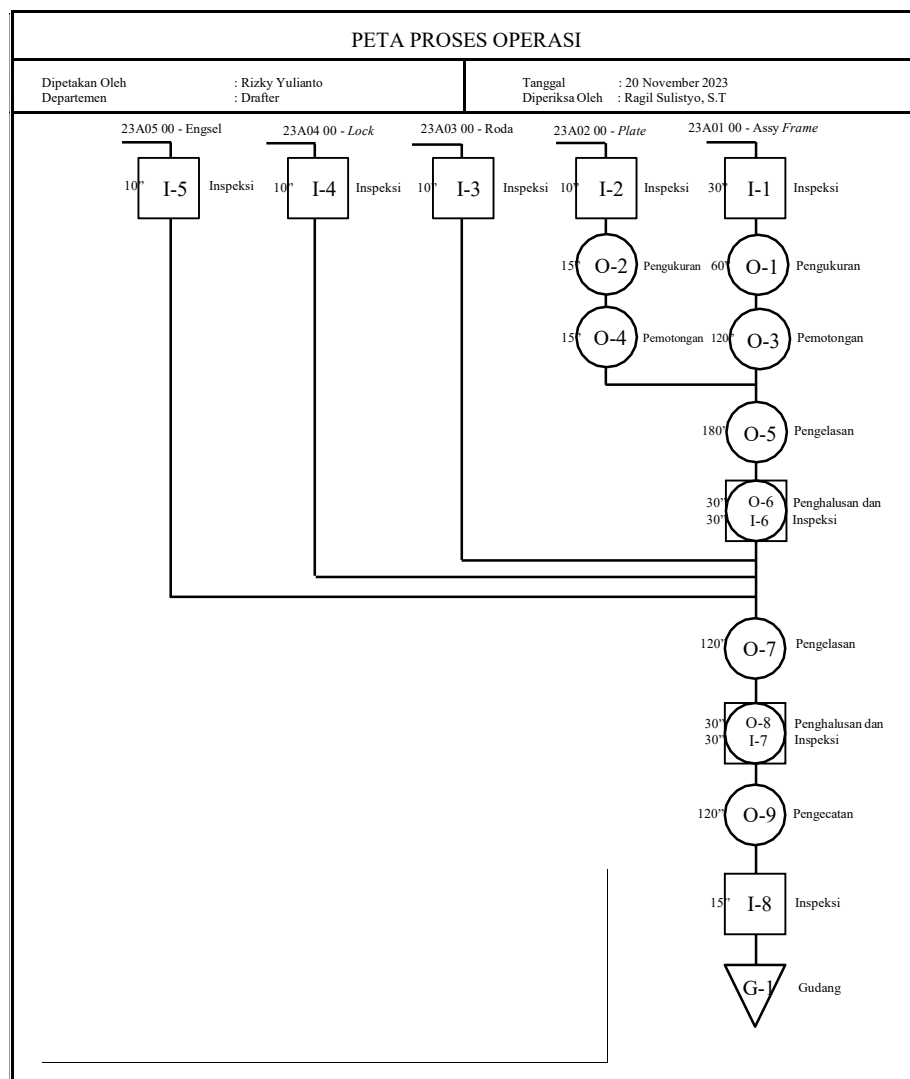 PETA PROSES OPERASI
Dipetakan Oleh : Rizky Yulianto
Departemen : Drafter
Tanggal : 20 November 2023
Diperiksa Oleh : Ragil Sulistyo, S.T
23A05 00 - Engsel 23A04 00 - Lock 23A03 00 - Roda 23A02 00 - Plate 23A01 00 - Assy Frame
10” I-5 Inspeksi 10” I-4 Inspeksi 10” I-3 Inspeksi 10” I-2 Inspeksi 30” I-1 Inspeksi
15” O-2 Pengukuran 60” O-1 Pengukuran
15” O-4 Pemotongan 120” O-3 Pemotongan
180” O-5 Pengelasan
30” O-6 Penghalusan dan
30” I-6 Inspeksi
120” O-7 Pengelasan
30” O-8 Penghalusan dan
30” I-7 Inspeksi
120” O-9 Pengecatan
15” I-8 Inspeksi
G-1 Gudang